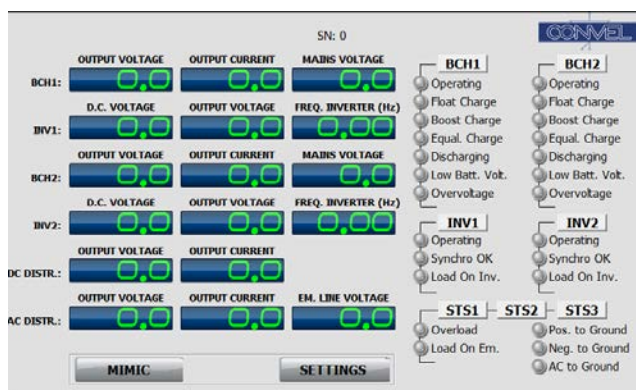 SN: 0
CONVEL
OUTPUT VOLTAGE OUTPUT CURRENT MAINS VOLTAGE
BCH1: 0.0 0.0 0.0
D.C. VOLTAGE OUTPUT VOLTAGE FREQ. INVERTER (Hz)
INV1: 0.0 0.0 0.00
OUTPUT VOLTAGE OUTPUT CURRENT MAINS VOLTAGE
BCH2: 0.0 0.0 0.0
D.C. VOLTAGE OUTPUT VOLTAGE FREQ. INVERTER (Hz)
INV2: 0.0 0.0 0.00
OUTPUT VOLTAGE OUTPUT CURRENT
DC DISTR.: 0.0 0.0
OUTPUT VOLTAGE OUTPUT CURRENT EM. LINE VOLTAGE
AC DISTR.: 0.0 0.0 0.0
MIMIC SETTINGS
BCH1
Operating
Float Charge
Boost Charge
Equal. Charge
Discharging
Low Batt. Volt.
Overvoltage
BCH2
Operating
Float Charge
Boost Charge
Equal. Charge
Discharging
Low Batt. Volt.
Overvoltage
INV1
Operating
Synchro OK
Load On Inv.
INV2
Operating
Synchro OK
Load On Inv.
STS1 STS2 STS3
Overload
Load On Em.
Pos. to Ground
Neg. to Ground
AC to Ground